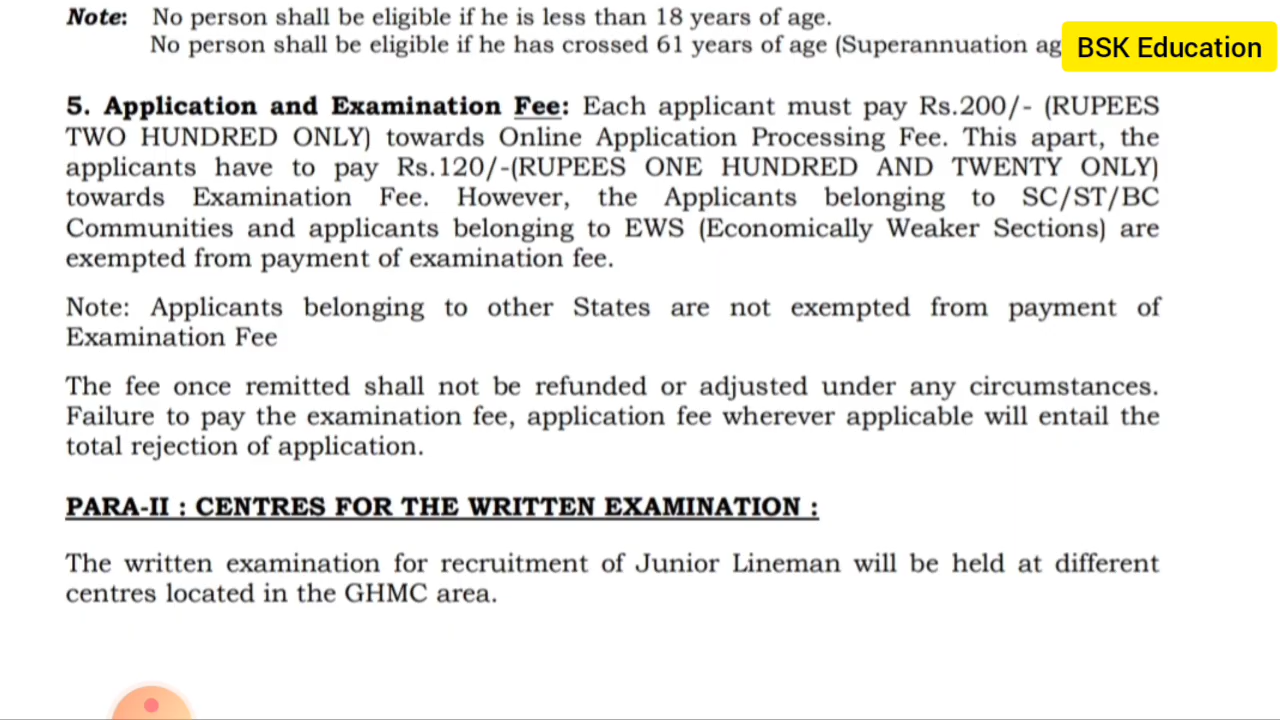 Note: No person shall be eligible if he is less than 18 years of age.
No person shall be eligible if he has crossed 61 years of age (Superannuation
BSK Education
5. Application and Examination Fee: Each applicant must pay Rs.200/- (RUPEES
TWO HUNDRED ONLY) towards Online Application Processing Fee. This apart, the
applicants have to pay Rs.120/-(RUPEES ONE HUNDRED AND TWENTY ONLY)
towards Examination Fee. However, the Applicants belonging to SC/ST/BC
Communities and applicants belonging to EWS (Economically Weaker Sections) are
exempted from payment of examination fee.
Note: Applicants belonging to other States are not exempted from payment of
Examination Fee
The fee once remitted shall not be refunded or adjusted under any circumstances.
Failure to pay the examination fee, application fee wherever applicable will entail the
total rejection of application.
PARA-II : CENTRES FOR THE WRITTEN EXAMINATION :
The written examination for recruitment of Junior Lineman will be held at different
centres located in the GHMC area.